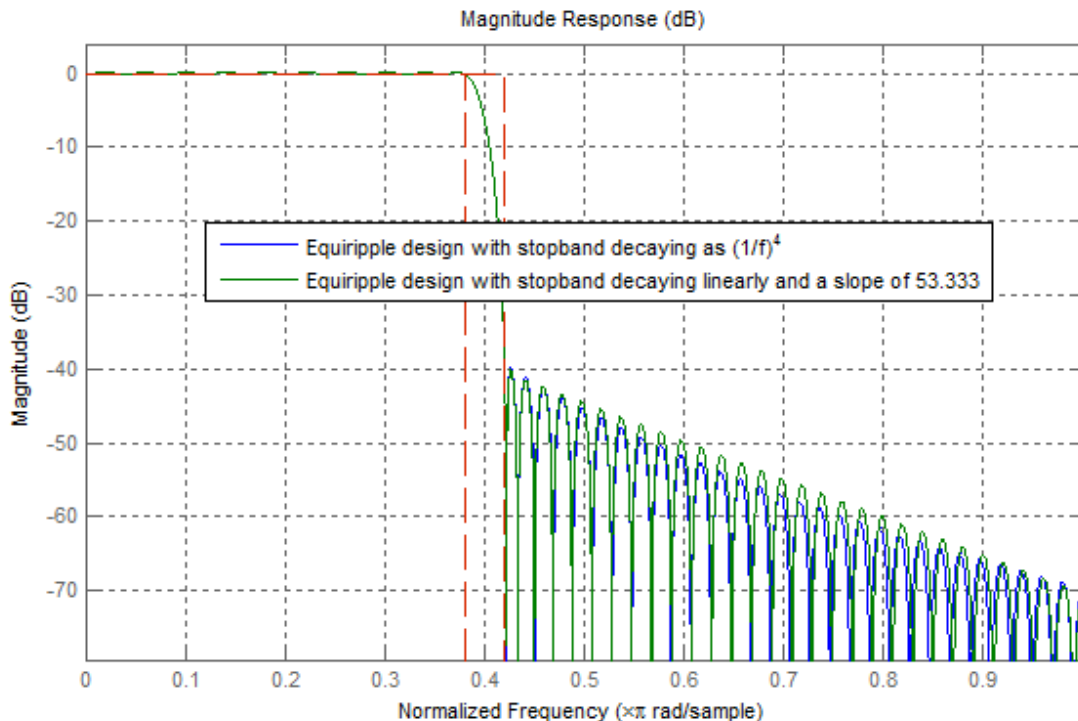 Magnitude Response (dB)
0
-10
-20
-30
-40
-50
-60
-70
Magnitude (dB)
Equiripple design with stopband decaying as (1/f)⁴
Equiripple design with stopband decaying linearly and a slope of 53.333
0 0.1 0.2 0.3 0.4 0.5 0.6 0.7 0.8 0.9
Normalized Frequency (×π rad/sample)